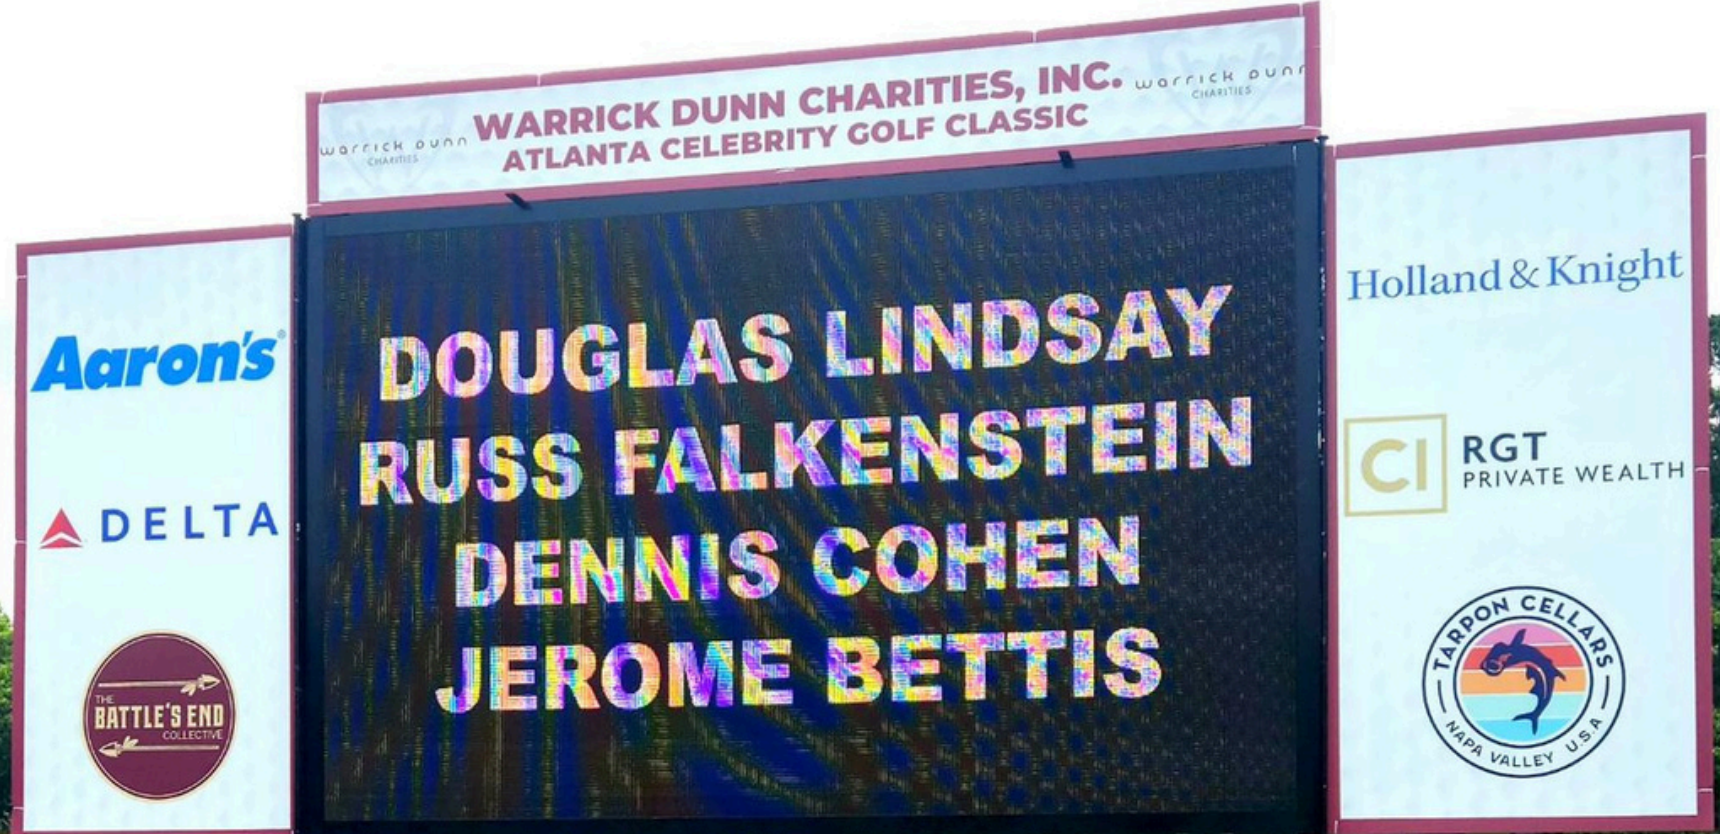 WARRICK DUNN CHARITIES, INC.
ATLANTA CELEBRITY GOLF CLASSIC
warrick dunn
CHARITIES
warrick dunn
CHARITIES
Aaron's®
DELTA
THE
BATTLE'S END
COLLECTIVE
DOUGLAS LINDSAY
RUSS FALKENSTEIN
DENNIS COHEN
JEROME BETTIS
Holland & Knight
CI
RGT
PRIVATE WEALTH
TARPON CELLARS
NAPA VALLEY U.S.A